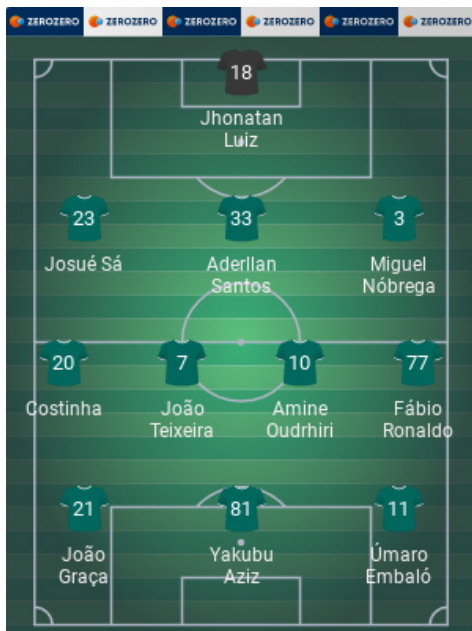 ZEROZERO ZEROZERO ZEROZERO ZEROZERO ZEROZERO ZEROZERO
18
Jhonatan
Luiz
23 33 3
Josué Sá Aderllan Miguel
Santos Nóbrega
20 7 10 77
Costinha João Amine Fábio
Teixeira Oudrhiri Ronaldo
21 81 11
João Yakubu Úmaro
Graça Aziz Embaló